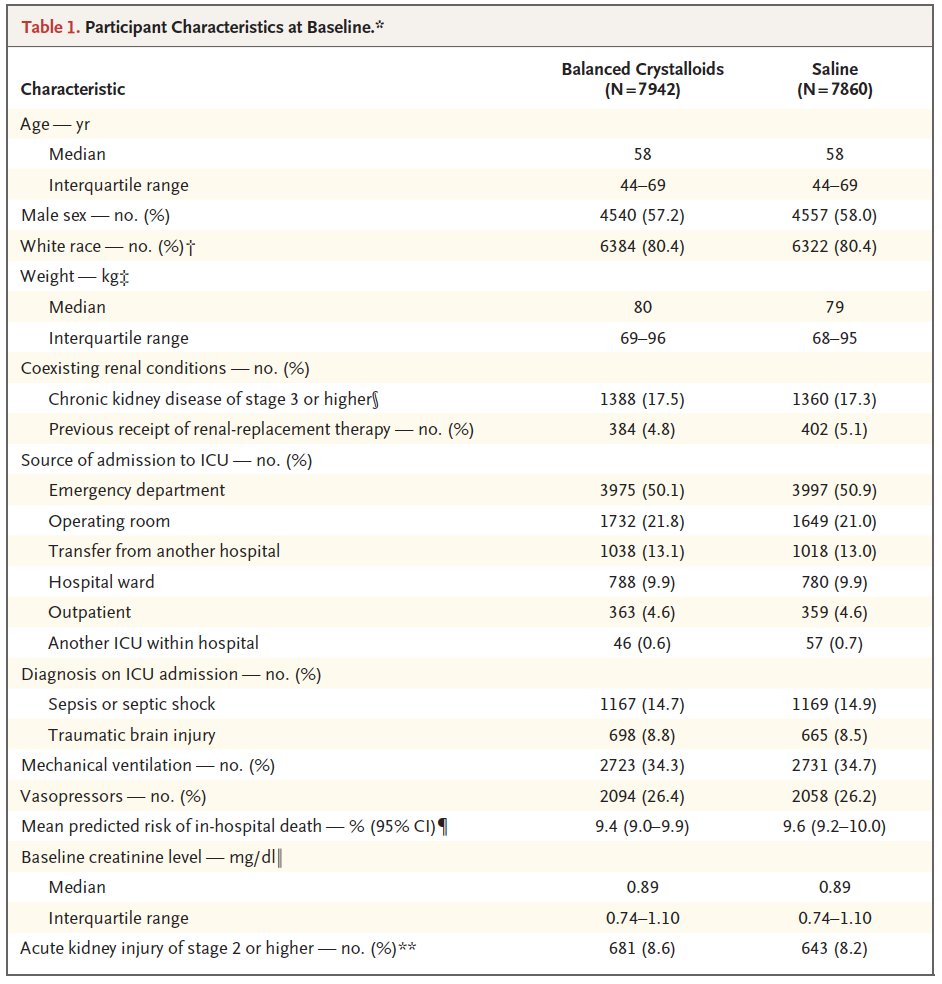 Table 1. Participant Characteristics at Baseline.*
Characteristic Balanced Crystalloids (N=7942) Saline (N=7860)
Age — yr
Median 58 58
Interquartile range 44–69 44–69
Male sex — no. (%) 4540 (57.2) 4557 (58.0)
White race — no. (%)† 6384 (80.4) 6322 (80.4)
Weight — kg‡
Median 80 79
Interquartile range 69–96 68–95
Coexisting renal conditions — no. (%)
Chronic kidney disease of stage 3 or higher§ 1388 (17.5) 1360 (17.3)
Previous receipt of renal-replacement therapy — no. (%) 384 (4.8) 402 (5.1)
Source of admission to ICU — no. (%)
Emergency department 3975 (50.1) 3997 (50.9)
Operating room 1732 (21.8) 1649 (21.0)
Transfer from another hospital 1038 (13.1) 1018 (13.0)
Hospital ward 788 (9.9) 780 (9.9)
Outpatient 363 (4.6) 359 (4.6)
Another ICU within hospital 46 (0.6) 57 (0.7)
Diagnosis on ICU admission — no. (%)
Sepsis or septic shock 1167 (14.7) 1169 (14.9)
Traumatic brain injury 698 (8.8) 665 (8.5)
Mechanical ventilation — no. (%) 2723 (34.3) 2731 (34.7)
Vasopressors — no. (%) 2094 (26.4) 2058 (26.2)
Mean predicted risk of in-hospital death — % (95% CI)¶ 9.4 (9.0–9.9) 9.6 (9.2–10.0)
Baseline creatinine level — mg/dl‖
Median 0.89 0.89
Interquartile range 0.74–1.10 0.74–1.10
Acute kidney injury of stage 2 or higher — no. (%)** 681 (8.6) 643 (8.2)